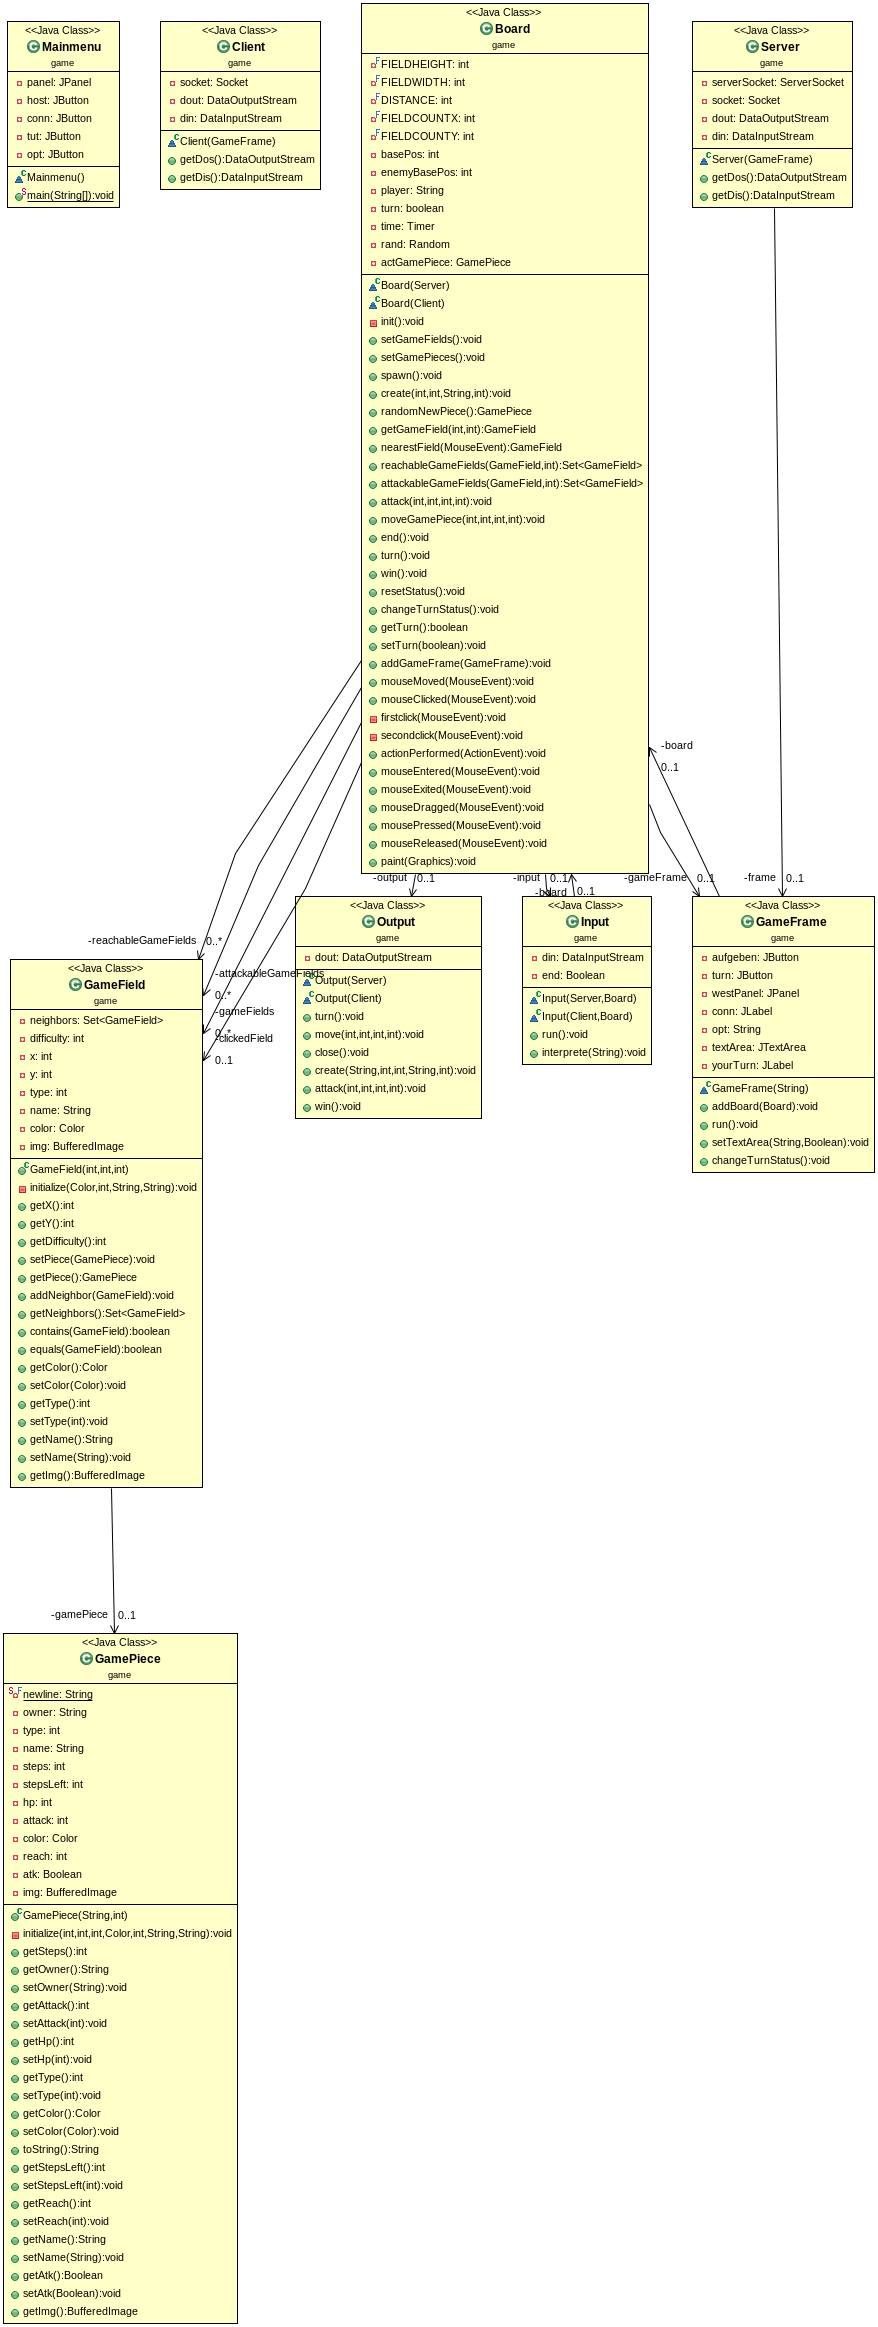 <<Java Class>>
Mainmenu
game
panel: JPanel
host: JButton
conn: JButton
tut: JButton
opt: JButton
Mainmenu()
main(String[]):void
<<Java Class>>
Client
game
socket: Socket
dout: DataOutputStream
din: DataInputStream
Client(GameFrame)
getDos():DataOutputStream
getDis():DataInputStream
<<Java Class>>
Board
game
FIELDHEIGHT: int
FIELDWIDTH: int
DISTANCE: int
FIELDCOUNTX: int
FIELDCOUNTY: int
basePos: int
enemyBasePos: int
player: String
turn: boolean
time: Timer
rand: Random
actGamePiece: GamePiece
Board(Server)
Board(Client)
init():void
setGameFields():void
setGamePieces():void
spawn():void
create(int,int,String,int):void
randomNewPiece():GamePiece
getGameField(int,int):GameField
nearestField(MouseEvent):GameField
reachableGameFields(GameField,int):Set<GameField>
attackableGameFields(GameField,int):Set<GameField>
attack(int,int,int,int):void
moveGamePiece(int,int,int,int):void
end():void
turn():void
win():void
resetStatus():void
changeTurnStatus():void
getTurn():boolean
setTurn(boolean):void
addGameFrame(GameFrame):void
mouseMoved(MouseEvent):void
mouseClicked(MouseEvent):void
firstclick(MouseEvent):void
secondclick(MouseEvent):void
actionPerformed(ActionEvent):void
mouseEntered(MouseEvent):void
mouseExited(MouseEvent):void
mouseDragged(MouseEvent):void
mousePressed(MouseEvent):void
mouseReleased(MouseEvent):void
paint(Graphics):void
<<Java Class>>
Server
game
serverSocket: ServerSocket
socket: Socket
dout: DataOutputStream
din: DataInputStream
Server(GameFrame)
getDos():DataOutputStream
getDis():DataInputStream
-board
0..1
-output 0..1
-input 0..1
-board 0..1
-gameFrame 0..1
-frame 0..1
-reachableGameFields 0..*
-attackableGameFields
0..*
-gameFields
0..*
-clickedField
0..1
<<Java Class>>
GameField
game
neighbors: Set<GameField>
difficulty: int
x: int
y: int
type: int
name: String
color: Color
img: BufferedImage
GameField(int,int,int)
initialize(Color,int,String,String):void
getX():int
getY():int
getDifficulty():int
setPiece(GamePiece):void
getPiece():GamePiece
addNeighbor(GameField):void
getNeighbors():Set<GameField>
contains(GameField):boolean
equals(GameField):boolean
getColor():Color
setColor(Color):void
getType():int
setType(int):void
getName():String
setName(String):void
getImg():BufferedImage
<<Java Class>>
Output
game
dout: DataOutputStream
Output(Server)
Output(Client)
turn():void
move(int,int,int,int):void
close():void
create(String,int,int,String,int):void
attack(int,int,int,int):void
win():void
<<Java Class>>
Input
game
din: DataInputStream
end: Boolean
Input(Server,Board)
Input(Client,Board)
run():void
interprete(String):void
<<Java Class>>
GameFrame
game
aufgeben: JButton
turn: JButton
westPanel: JPanel
conn: JLabel
opt: String
textArea: JTextArea
yourTurn: JLabel
GameFrame(String)
addBoard(Board):void
run():void
setTextArea(String,Boolean):void
changeTurnStatus():void
-gamePiece 0..1
<<Java Class>>
GamePiece
game
newline: String
owner: String
type: int
name: String
steps: int
stepsLeft: int
hp: int
attack: int
color: Color
reach: int
atk: Boolean
img: BufferedImage
GamePiece(String,int)
initialize(int,int,int,Color,int,String,String):void
getSteps():int
getOwner():String
setOwner(String):void
getAttack():int
setAttack(int):void
getHp():int
setHp(int):void
getType():int
setType(int):void
getColor():Color
setColor(Color):void
toString():String
getStepsLeft():int
setStepsLeft(int):void
getReach():int
setReach(int):void
getName():String
setName(String):void
getAtk():Boolean
setAtk(Boolean):void
getImg():BufferedImage